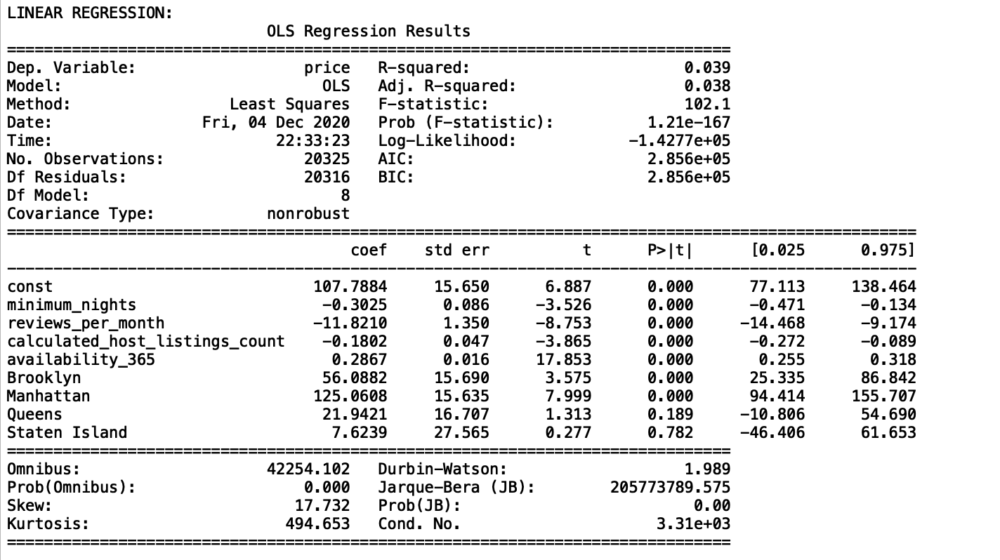 LINEAR REGRESSION:
                            OLS Regression Results
==============================================================================
Dep. Variable:                  price   R-squared:                       0.039
Model:                            OLS   Adj. R-squared:                  0.038
Method:                 Least Squares   F-statistic:                     102.1
Date:                Fri, 04 Dec 2020   Prob (F-statistic):          1.21e-167
Time:                        22:33:23   Log-Likelihood:            -1.4277e+05
No. Observations:               20325   AIC:                         2.856e+05
Df Residuals:                   20316   BIC:                         2.856e+05
Df Model:                           8
Covariance Type:            nonrobust
==================================================================================================
                                     coef    std err          t      P>|t|      [0.025      0.975]
--------------------------------------------------------------------------------------------------
const                            107.7884     15.650      6.887      0.000      77.113     138.464
minimum_nights                    -0.3025      0.086     -3.526      0.000      -0.471      -0.134
reviews_per_month                -11.8210      1.350     -8.753      0.000     -14.468      -9.174
calculated_host_listings_count    -0.1802      0.047     -3.865      0.000      -0.272      -0.089
availability_365                   0.2867      0.016     17.853      0.000       0.255       0.318
Brooklyn                          56.0882     15.690      3.575      0.000      25.335      86.842
Manhattan                        125.0608     15.635      7.999      0.000      94.414     155.707
Queens                            21.9421     16.707      1.313      0.189     -10.806      54.690
Staten Island                      7.6239     27.565      0.277      0.782     -46.406      61.653
==============================================================================
Omnibus:                    42254.102   Durbin-Watson:                   1.989
Prob(Omnibus):                  0.000   Jarque-Bera (JB):        205773789.575
Skew:                          17.732   Prob(JB):                         0.00
Kurtosis:                     494.653   Cond. No.                     3.31e+03
==============================================================================